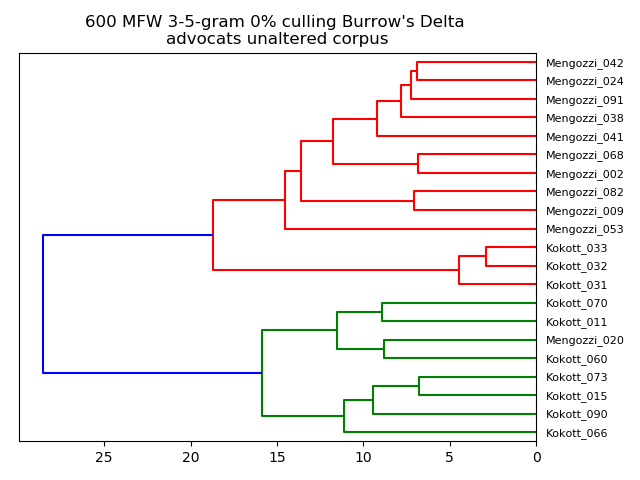 600 MFW 3-5-gram 0% culling Burrow's Delta
advocats unaltered corpus
Mengozzi_042
Mengozzi_024
Mengozzi_091
Mengozzi_038
Mengozzi_041
Mengozzi_068
Mengozzi_002
Mengozzi_082
Mengozzi_009
Mengozzi_053
Kokott_033
Kokott_032
Kokott_031
Kokott_070
Kokott_011
Mengozzi_020
Kokott_060
Kokott_073
Kokott_015
Kokott_090
Kokott_066
25 20 15 10 5 0